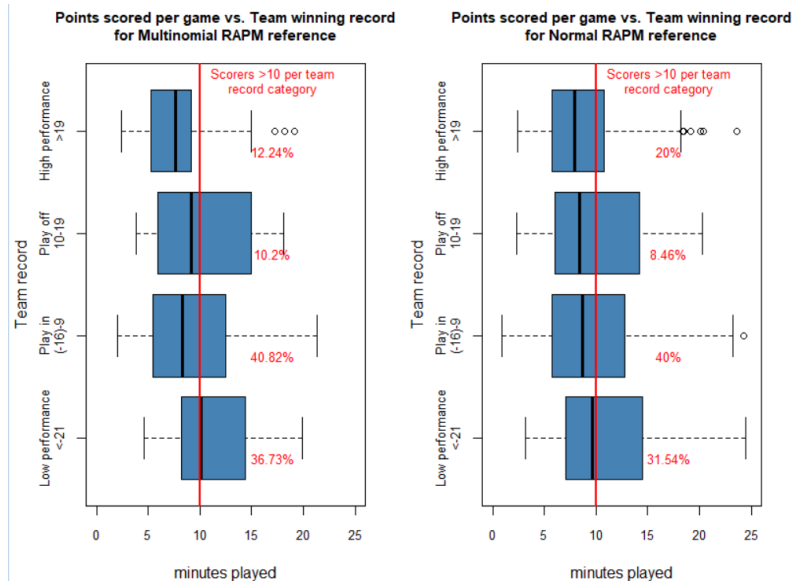 Points scored per game vs. Team winning record
for Multinomial RAPM reference
Scorers >10 per team
record category
Team record
High performance
>19
Play off
10-19
Play in
(-16)-9
Low performance
<-21
12.24%
10.2%
40.82%
36.73%
0 5 10 15 20 25
minutes played
Points scored per game vs. Team winning record
for Normal RAPM reference
Scorers >10 per team
record category
Team record
High performance
>19
Play off
10-19
Play in
(-16)-9
Low performance
<-21
20%
8.46%
40%
31.54%
0 5 10 15 20 25
minutes played